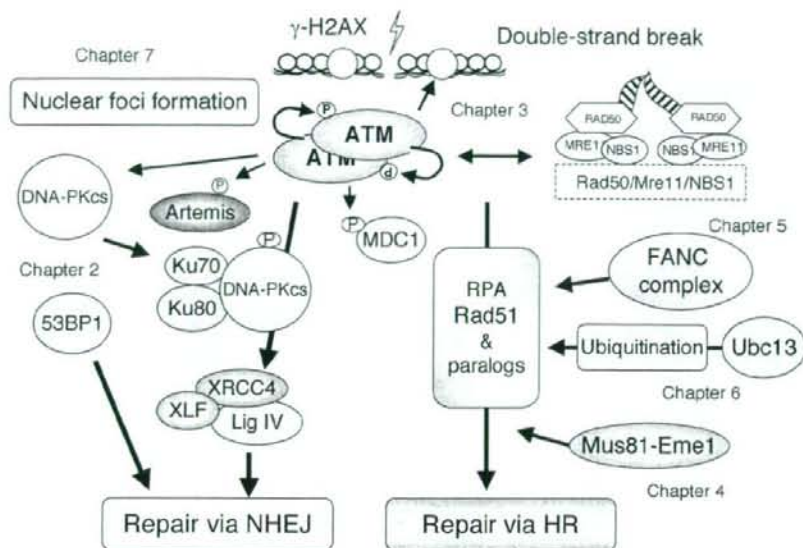 γ-H2AX
Double-strand break
Chapter 7
Nuclear foci formation
Chapter 3
RAD50
RAD50
P
ATM
ATM
P
MRE1
NBS1
NBS1
MRE11
Rad50/Mre11/NBS1
DNA-PKcs
P
Artemis
P
MDC1
Chapter 5
FANC
complex
P
Ku70
DNA-PKcs
Ku80
Chapter 2
53BP1
RPA
Rad51
&
paralogs
Ubiquitination
Ubc13
Chapter 6
XRCC4
XLF
Lig IV
Mus81-Eme1
Chapter 4
Repair via NHEJ
Repair via HR